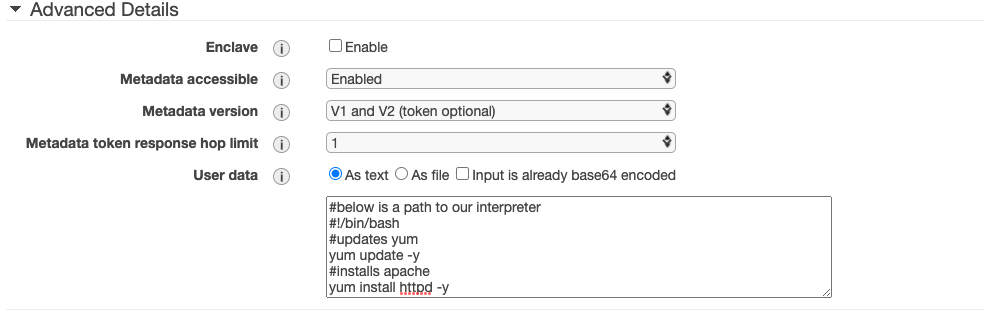 Advanced Details
Enclave i Enable
Metadata accessible i Enabled
Metadata version i V1 and V2 (token optional)
Metadata token response hop limit i 1
User data i As text As file Input is already base64 encoded
#below is a path to our interpreter
#!/bin/bash
#updates yum
yum update -y
#installs apache
yum install httpd -y